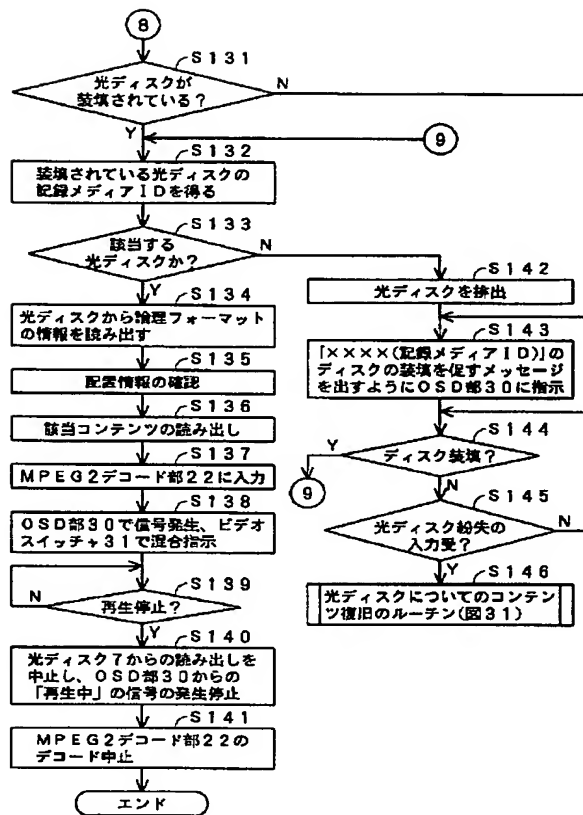 8
S131
光ディスクが
装填されている?
N
Y
9
S132
装填されている光ディスクの
記録メディアIDを得る
S133
該当する
光ディスクか?
N
Y
S134
光ディスクから論理フォーマット
の情報を読み出す
S135
配置情報の確認
S136
該当コンテンツの読み出し
S137
MPEG2デコード部22に入力
S138
OSD部30で信号発生、ビデオ
スイッチャ31で混合指示
S139
再生停止?
N
Y
S140
光ディスク7からの読み出しを
中止し、OSD部30からの
「再生中」の信号の発生停止
S141
MPEG2デコード部22の
デコード中止
エンド
S142
光ディスクを排出
S143
「××××(記録メディアID)」の
ディスクの装填を促すメッセージ
を出すようにOSD部30に指示
S144
ディスク装填?
Y
9
N
S145
光ディスク紛失の
入力受?
N
Y
S146
光ディスクについてのコンテン
ツ復旧のルーチン(図31)